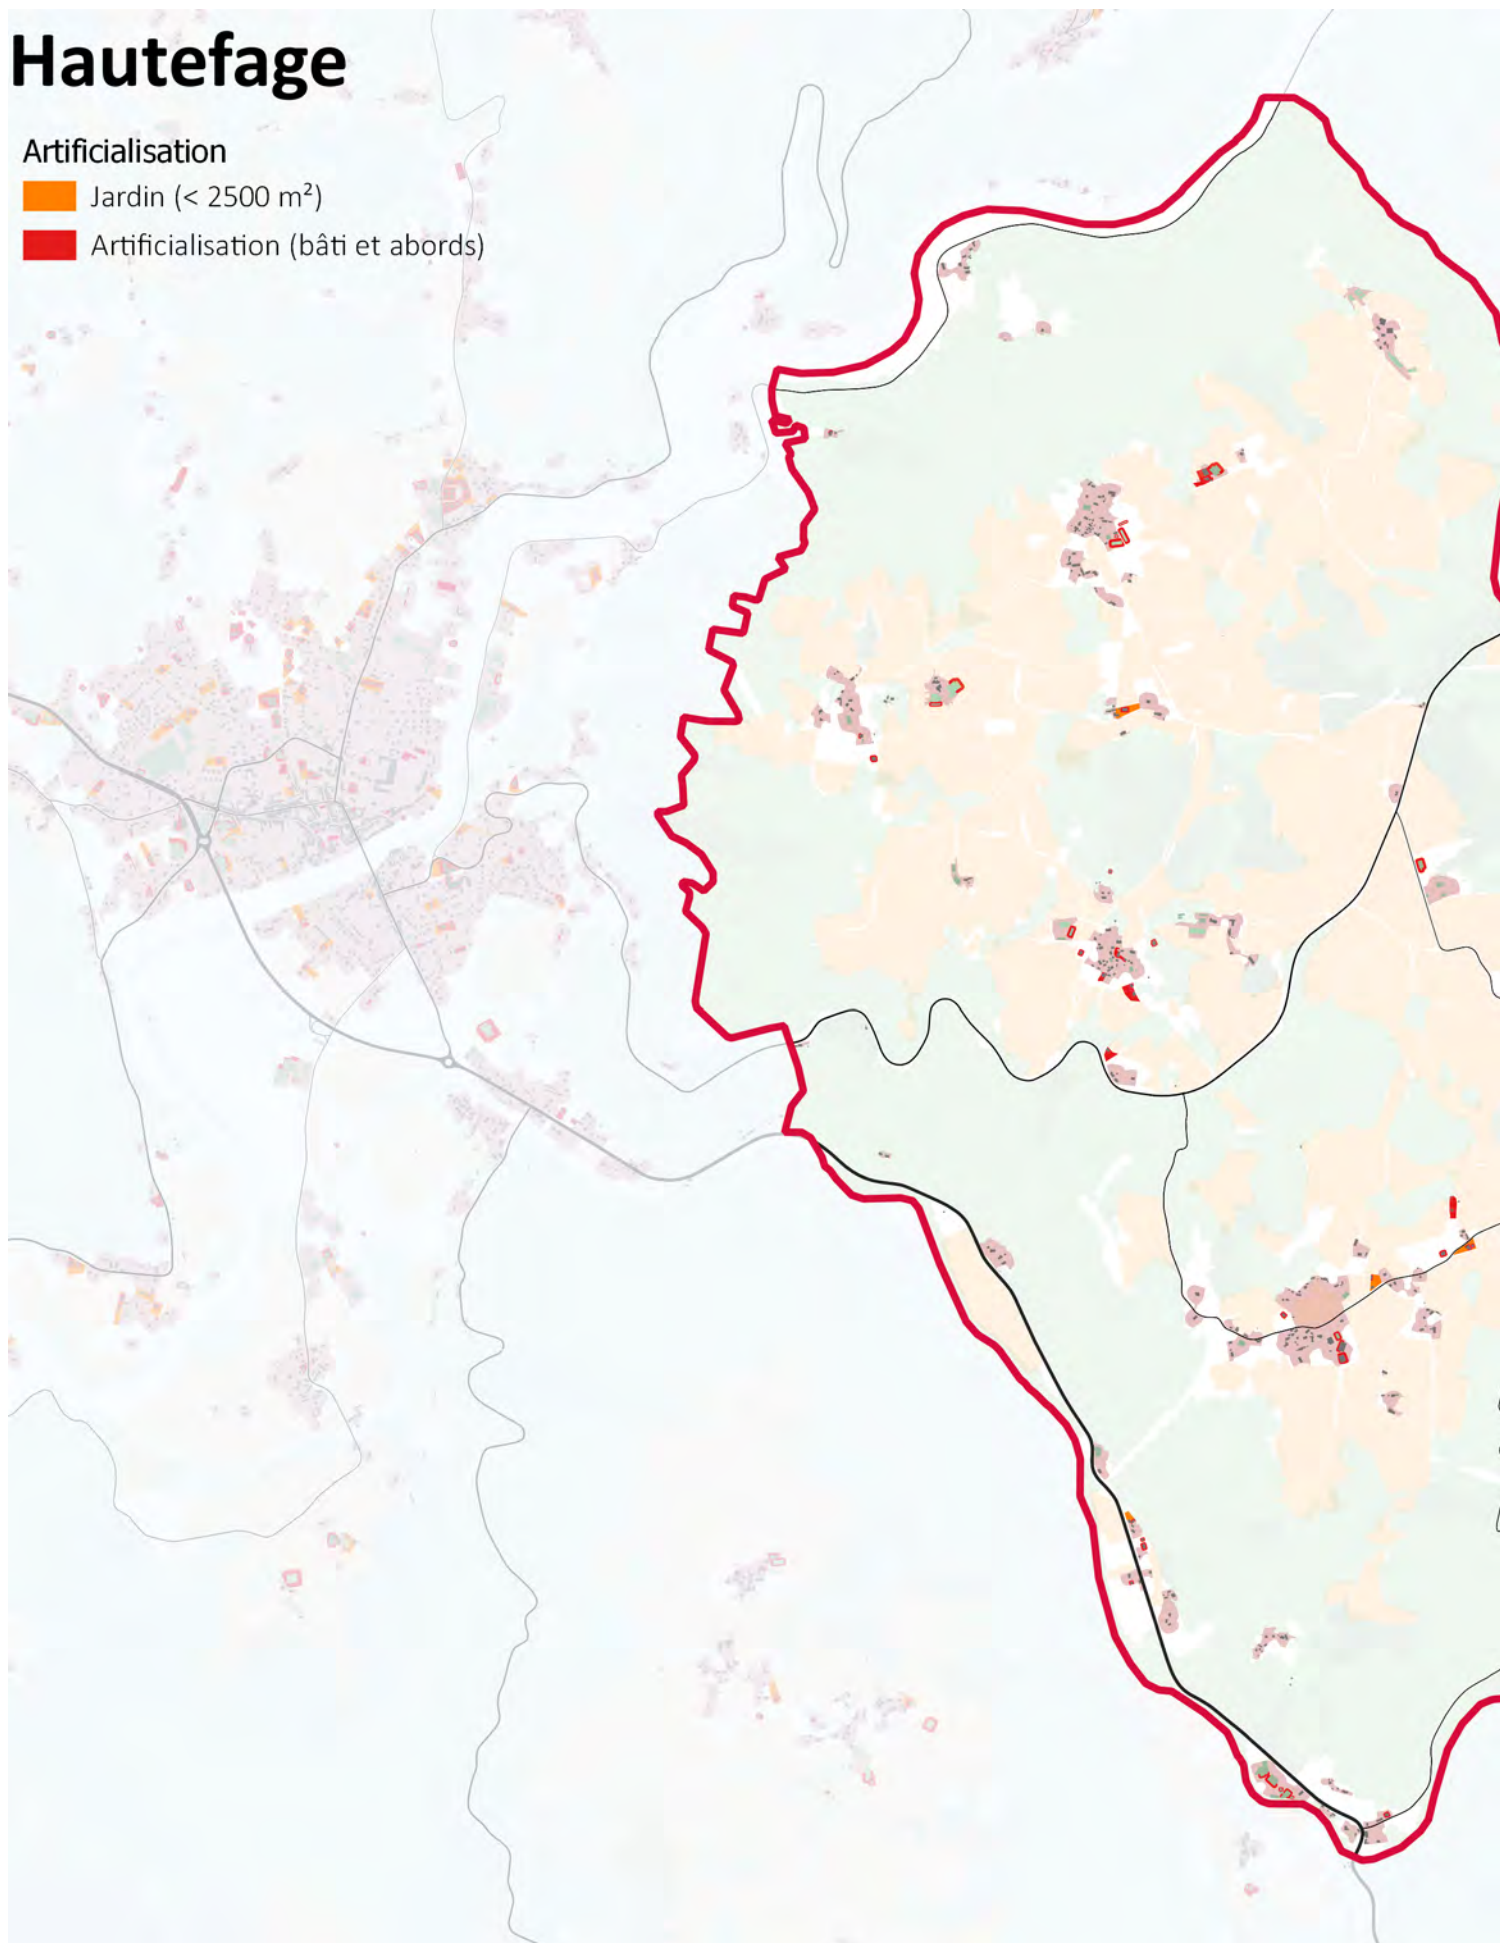 Hautefage
Artificialisation
Jardin (< 2500 m²)
Artificialisation (bâti et abords)